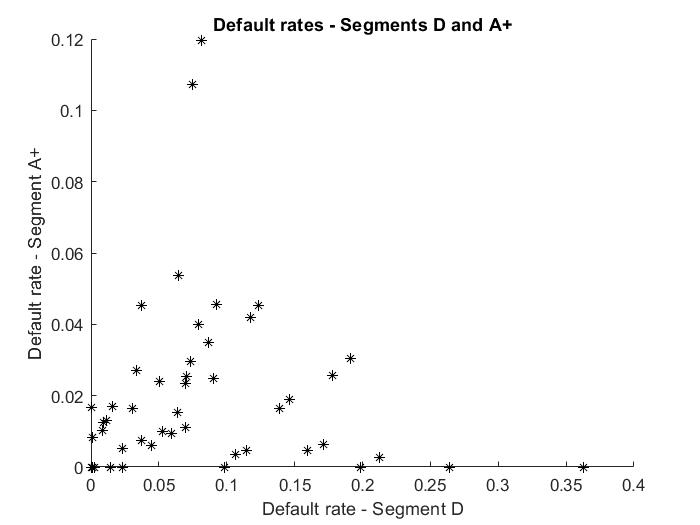 Default rates - Segments D and A+
0.12
0.1
0.08
0.06
0.04
0.02
0
Default rate - Segment A+
0 0.05 0.1 0.15 0.2 0.25 0.3 0.35 0.4
Default rate - Segment D